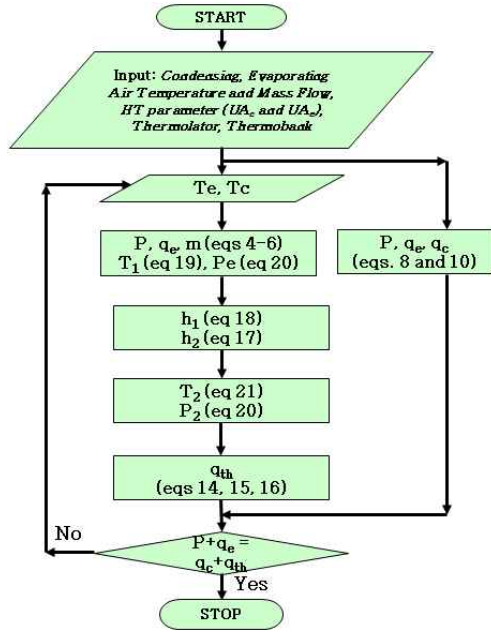 START
Input: Condensing, Evaporating
Air Temperature and Mass Flow,
HT parameter (UAc and UAe),
Thermolator, Thermoback
Te, Tc
P, qe, m (eqs 4-6)
T1 (eq 19), Pe (eq 20)
P, qe, qc
(eqs. 8 and 10)
h1 (eq 18)
h2 (eq 17)
T2 (eq 21)
P2 (eq 20)
qth
(eqs 14, 15, 16)
No
P+qe =
qc+qth
Yes
STOP